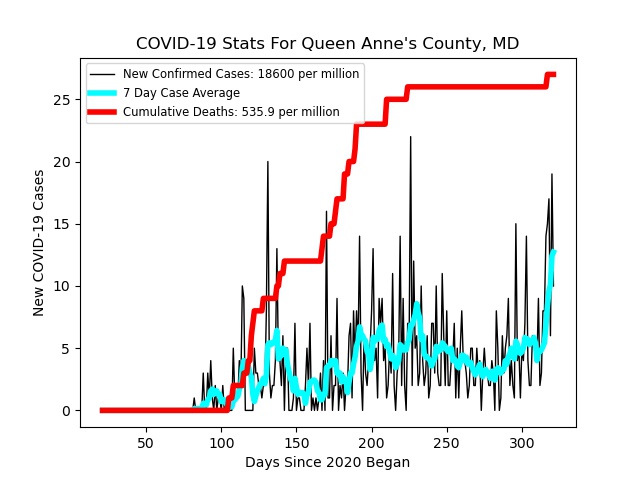 COVID-19 Stats For Queen Anne's County, MD
New Confirmed Cases: 18600 per million
7 Day Case Average
Cumulative Deaths: 535.9 per million
New COVID-19 Cases
25
20
15
10
5
0
50 100 150 200 250 300
Days Since 2020 Began